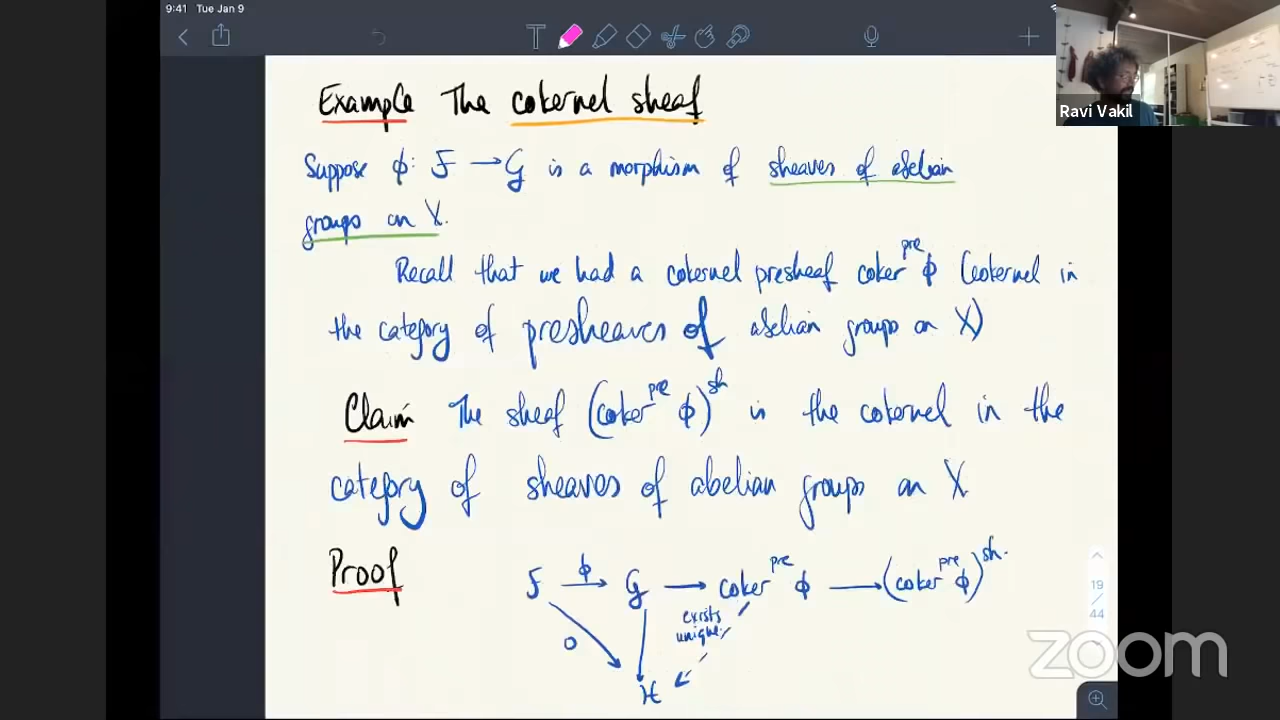 9:41 Tue Jan 9
Ravi Vakil
Example The cokernel sheaf
Suppose ϕ: F → G is a morphism of sheaves of abelian
groups on X.
Recall that we had a cokernel presheaf coker^pre ϕ (cokernel in
the category of presheaves of abelian groups on X)
Claim The sheaf (coker^pre ϕ)^sh is the cokernel in the
category of sheaves of abelian groups on X
Proof
F —ϕ→ G → coker^pre ϕ → (coker^pre ϕ)^sh.
exists
unique
0
H
19
/
44
zoom